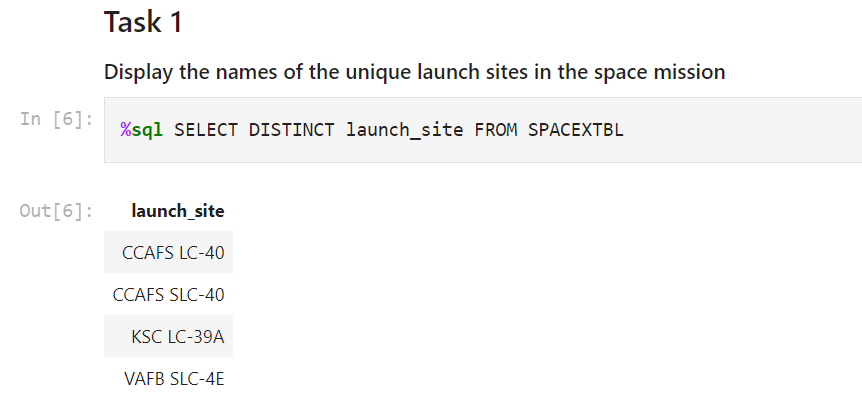 Task 1
Display the names of the unique launch sites in the space mission
In [6]: %sql SELECT DISTINCT launch_site FROM SPACEXTBL
Out[6]: launch_site
CCAFS LC-40
CCAFS SLC-40
KSC LC-39A
VAFB SLC-4E